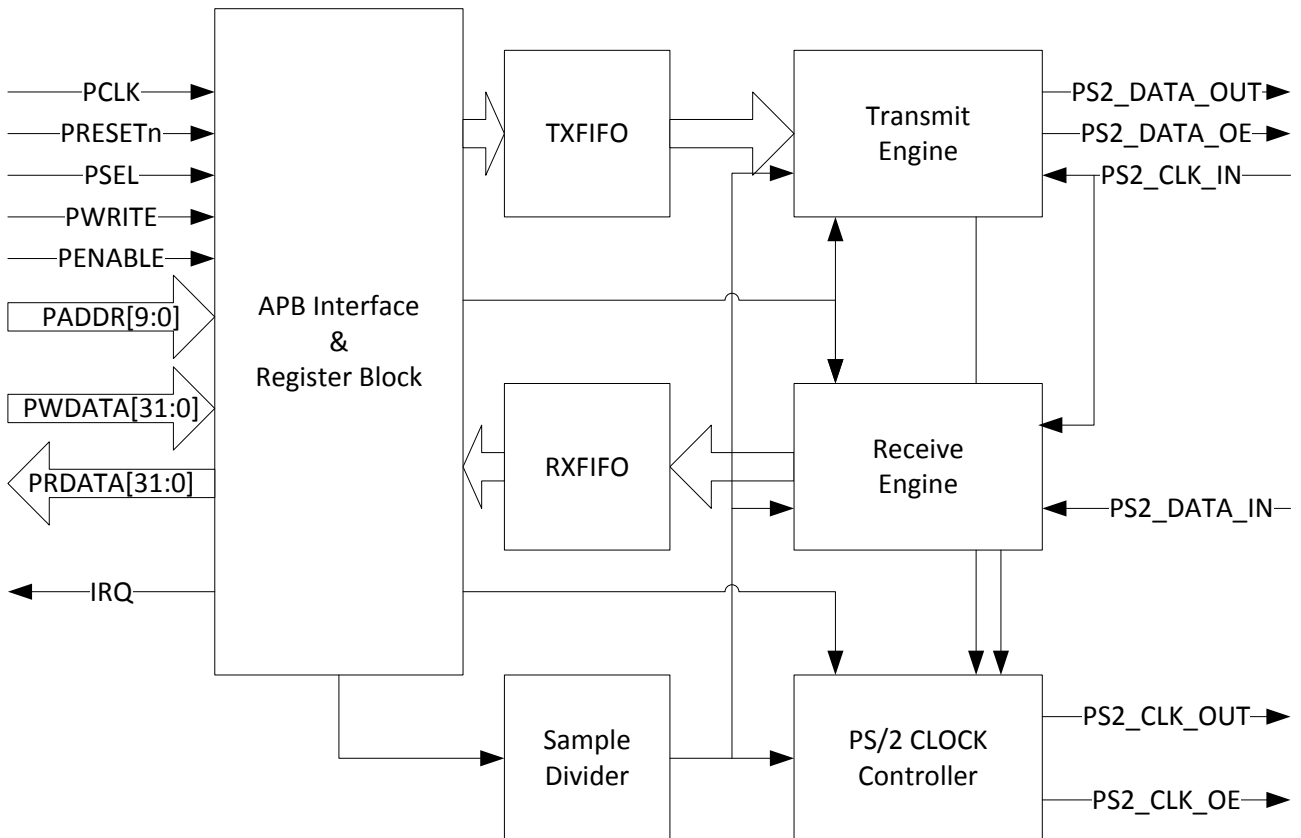 PCLK
PRESETn
PSEL
PWRITE
PENABLE
PADDR[9:0]
PWDATA[31:0]
PRDATA[31:0]
IRQ
APB Interface
&
Register Block
TXFIFO
RXFIFO
Sample
Divider
Transmit
Engine
Receive
Engine
PS/2 CLOCK
Controller
PS2_DATA_OUT
PS2_DATA_OE
PS2_CLK_IN
PS2_DATA_IN
PS2_CLK_OUT
PS2_CLK_OE